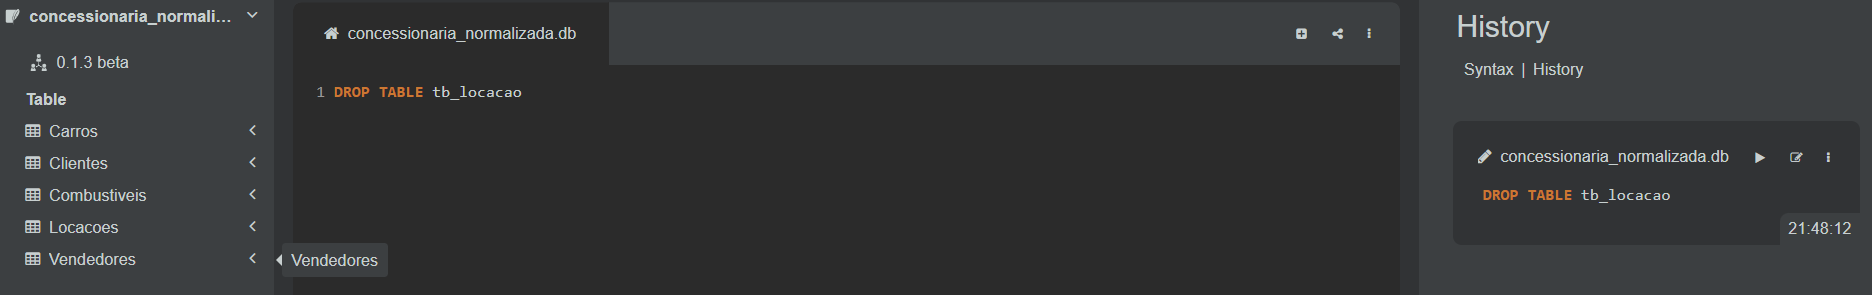 concessionaria_normali...
0.1.3 beta
Table
Carros
Clientes
Combustiveis
Locacoes
Vendedores
Vendedores
concessionaria_normalizada.db
1 DROP TABLE tb_locacao
History
Syntax | History
concessionaria_normalizada.db
DROP TABLE tb_locacao
21:48:12